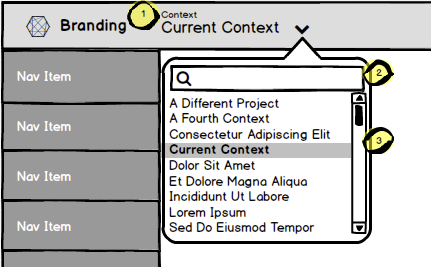 Branding
1
Context
Current Context
2
Nav Item
A Different Project
A Fourth Context
Nav Item
Consectetur Adipiscing Elit
3
Current Context
Dolor Sit Amet
Nav Item
Et Dolore Magna Aliqua
Incididunt Ut Labore
Lorem Ipsum
Nav Item
Sed Do Eiusmod Tempor